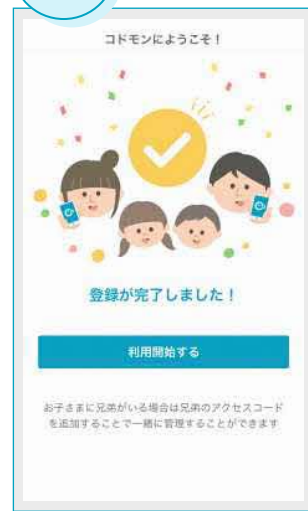 コドモンにようこそ！
登録が完了しました！
利用開始する
お子さまに兄弟がいる場合は兄弟のアクセスコード
を追加することで一緒に管理することができます